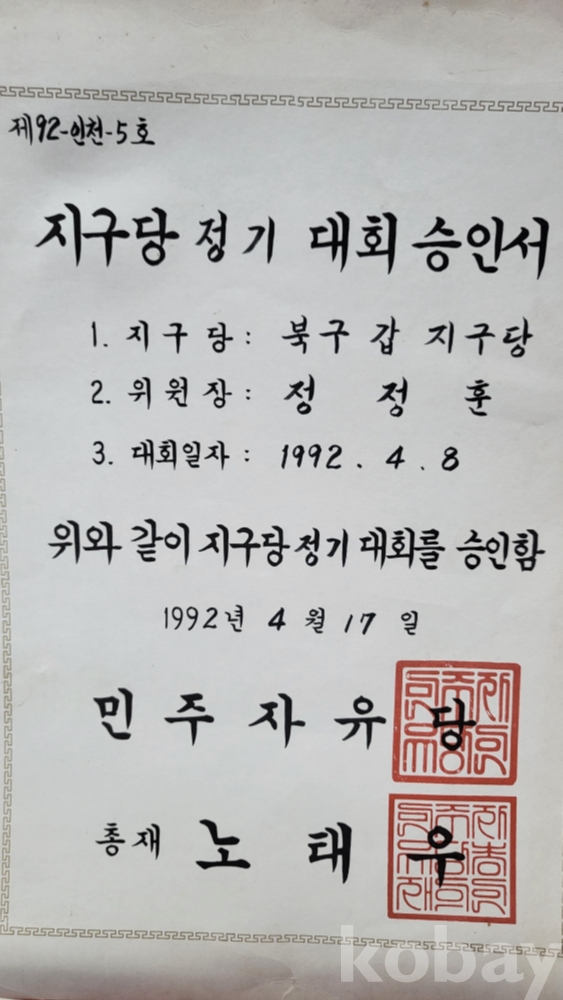 제92-인천-5호
지구당 정기 대회 승인서
1. 지 구 당 : 북구 갑 지구당
2. 위 원 장 : 정 정 훈
3. 대회일자 : 1992. 4. 8
위와 같이 지구당 정기 대회를 승인함
1992년 4월 17일
민 주 자 유 당
총재 노 태 우
kobay